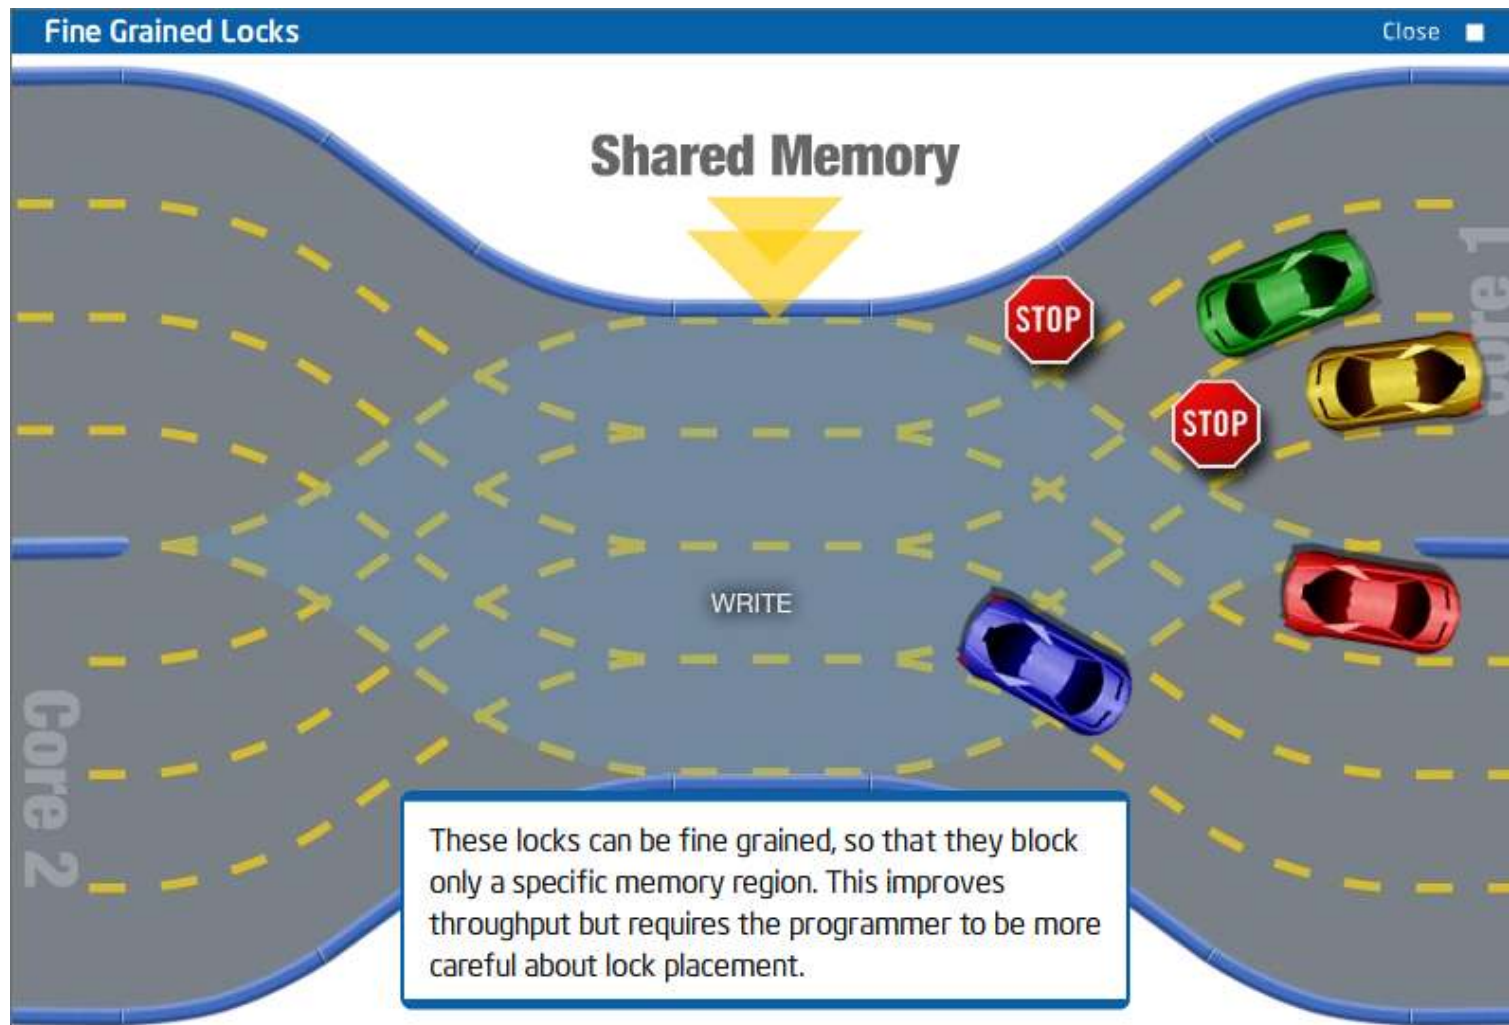 Fine Grained Locks
Close
Shared Memory
STOP
STOP
Core 1
WRITE
Core 2
These locks can be fine grained, so that they block
only a specific memory region. This improves
throughput but requires the programmer to be more
careful about lock placement.